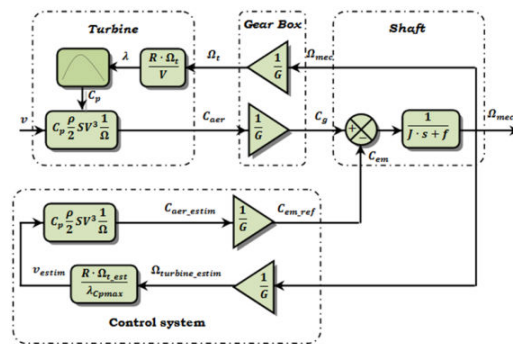 Turbine
Gear Box
Shaft
λ
R · Ω_t / V
Ω_t
1/G
Ω_mec
C_p
v
C_p ρ/2 SV³ 1/Ω
C_aer
1/G
C_g
+
−
1 / J · s + f
Ω_mec
C_em
C_p ρ/2 SV³ 1/Ω
C_aer_estim
1/G
C_em_ref
v_estim
R · Ω_t_est / λ_Cpmax
Ω_turbine_estim
1/G
Control system